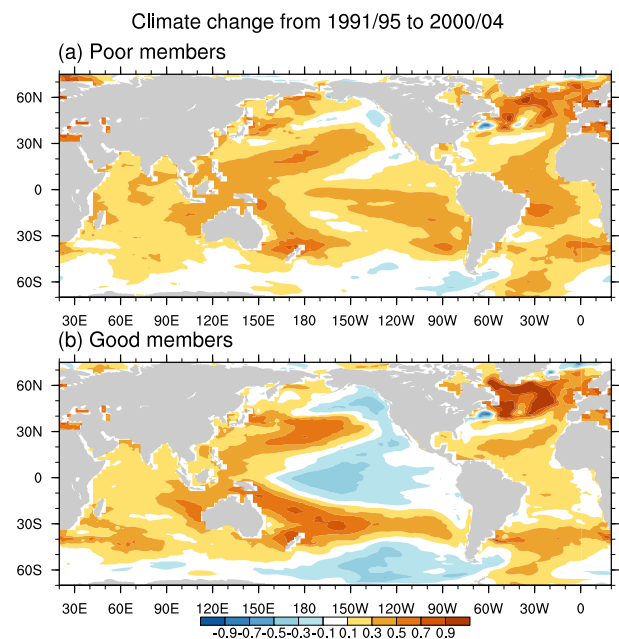 Climate change from 1991/95 to 2000/04
(a) Poor members
60N
30N
0
30S
60S
30E 60E 90E 120E 150E 180 150W 120W 90W 60W 30W 0
(b) Good members
60N
30N
0
30S
60S
30E 60E 90E 120E 150E 180 150W 120W 90W 60W 30W 0
-0.9-0.7-0.5-0.3-0.1 0.1 0.3 0.5 0.7 0.9